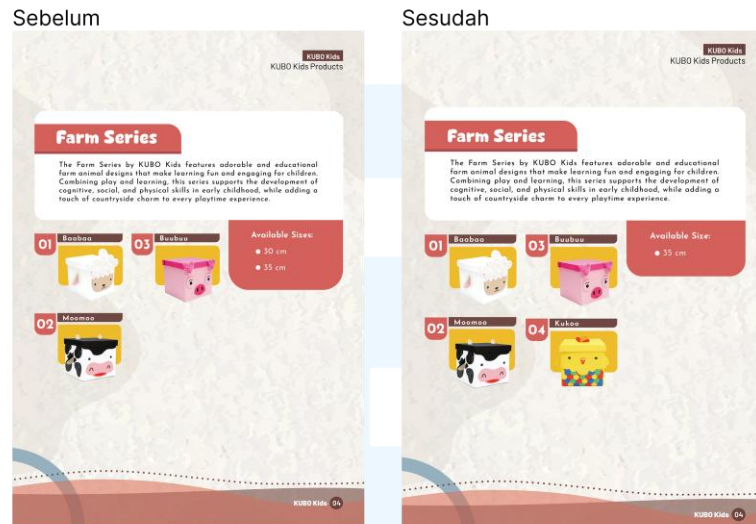 Sebelum
KUBO Kids
KUBO Kids Products
Farm Series
The Farm Series by KUBO Kids features adorable and educational
farm animal designs that make learning fun and engaging for children.
Combining play and learning, this series supports the development of
cognitive, social, and physical skills in early childhood, while adding a
touch of countryside charm to every playtime experience.
Available Sizes:
30 cm
35 cm
01 Baabaa
03 Buubuu
02 Moomoo
KUBO Kids 04
Sesudah
KUBO Kids
KUBO Kids Products
Farm Series
The Farm Series by KUBO Kids features adorable and educational
farm animal designs that make learning fun and engaging for children.
Combining play and learning, this series supports the development of
cognitive, social, and physical skills in early childhood, while adding a
touch of countryside charm to every playtime experience.
Available Size:
35 cm
01 Baabaa
03 Buubuu
02 Moomoo
04 Kukoo
KUBO Kids 04